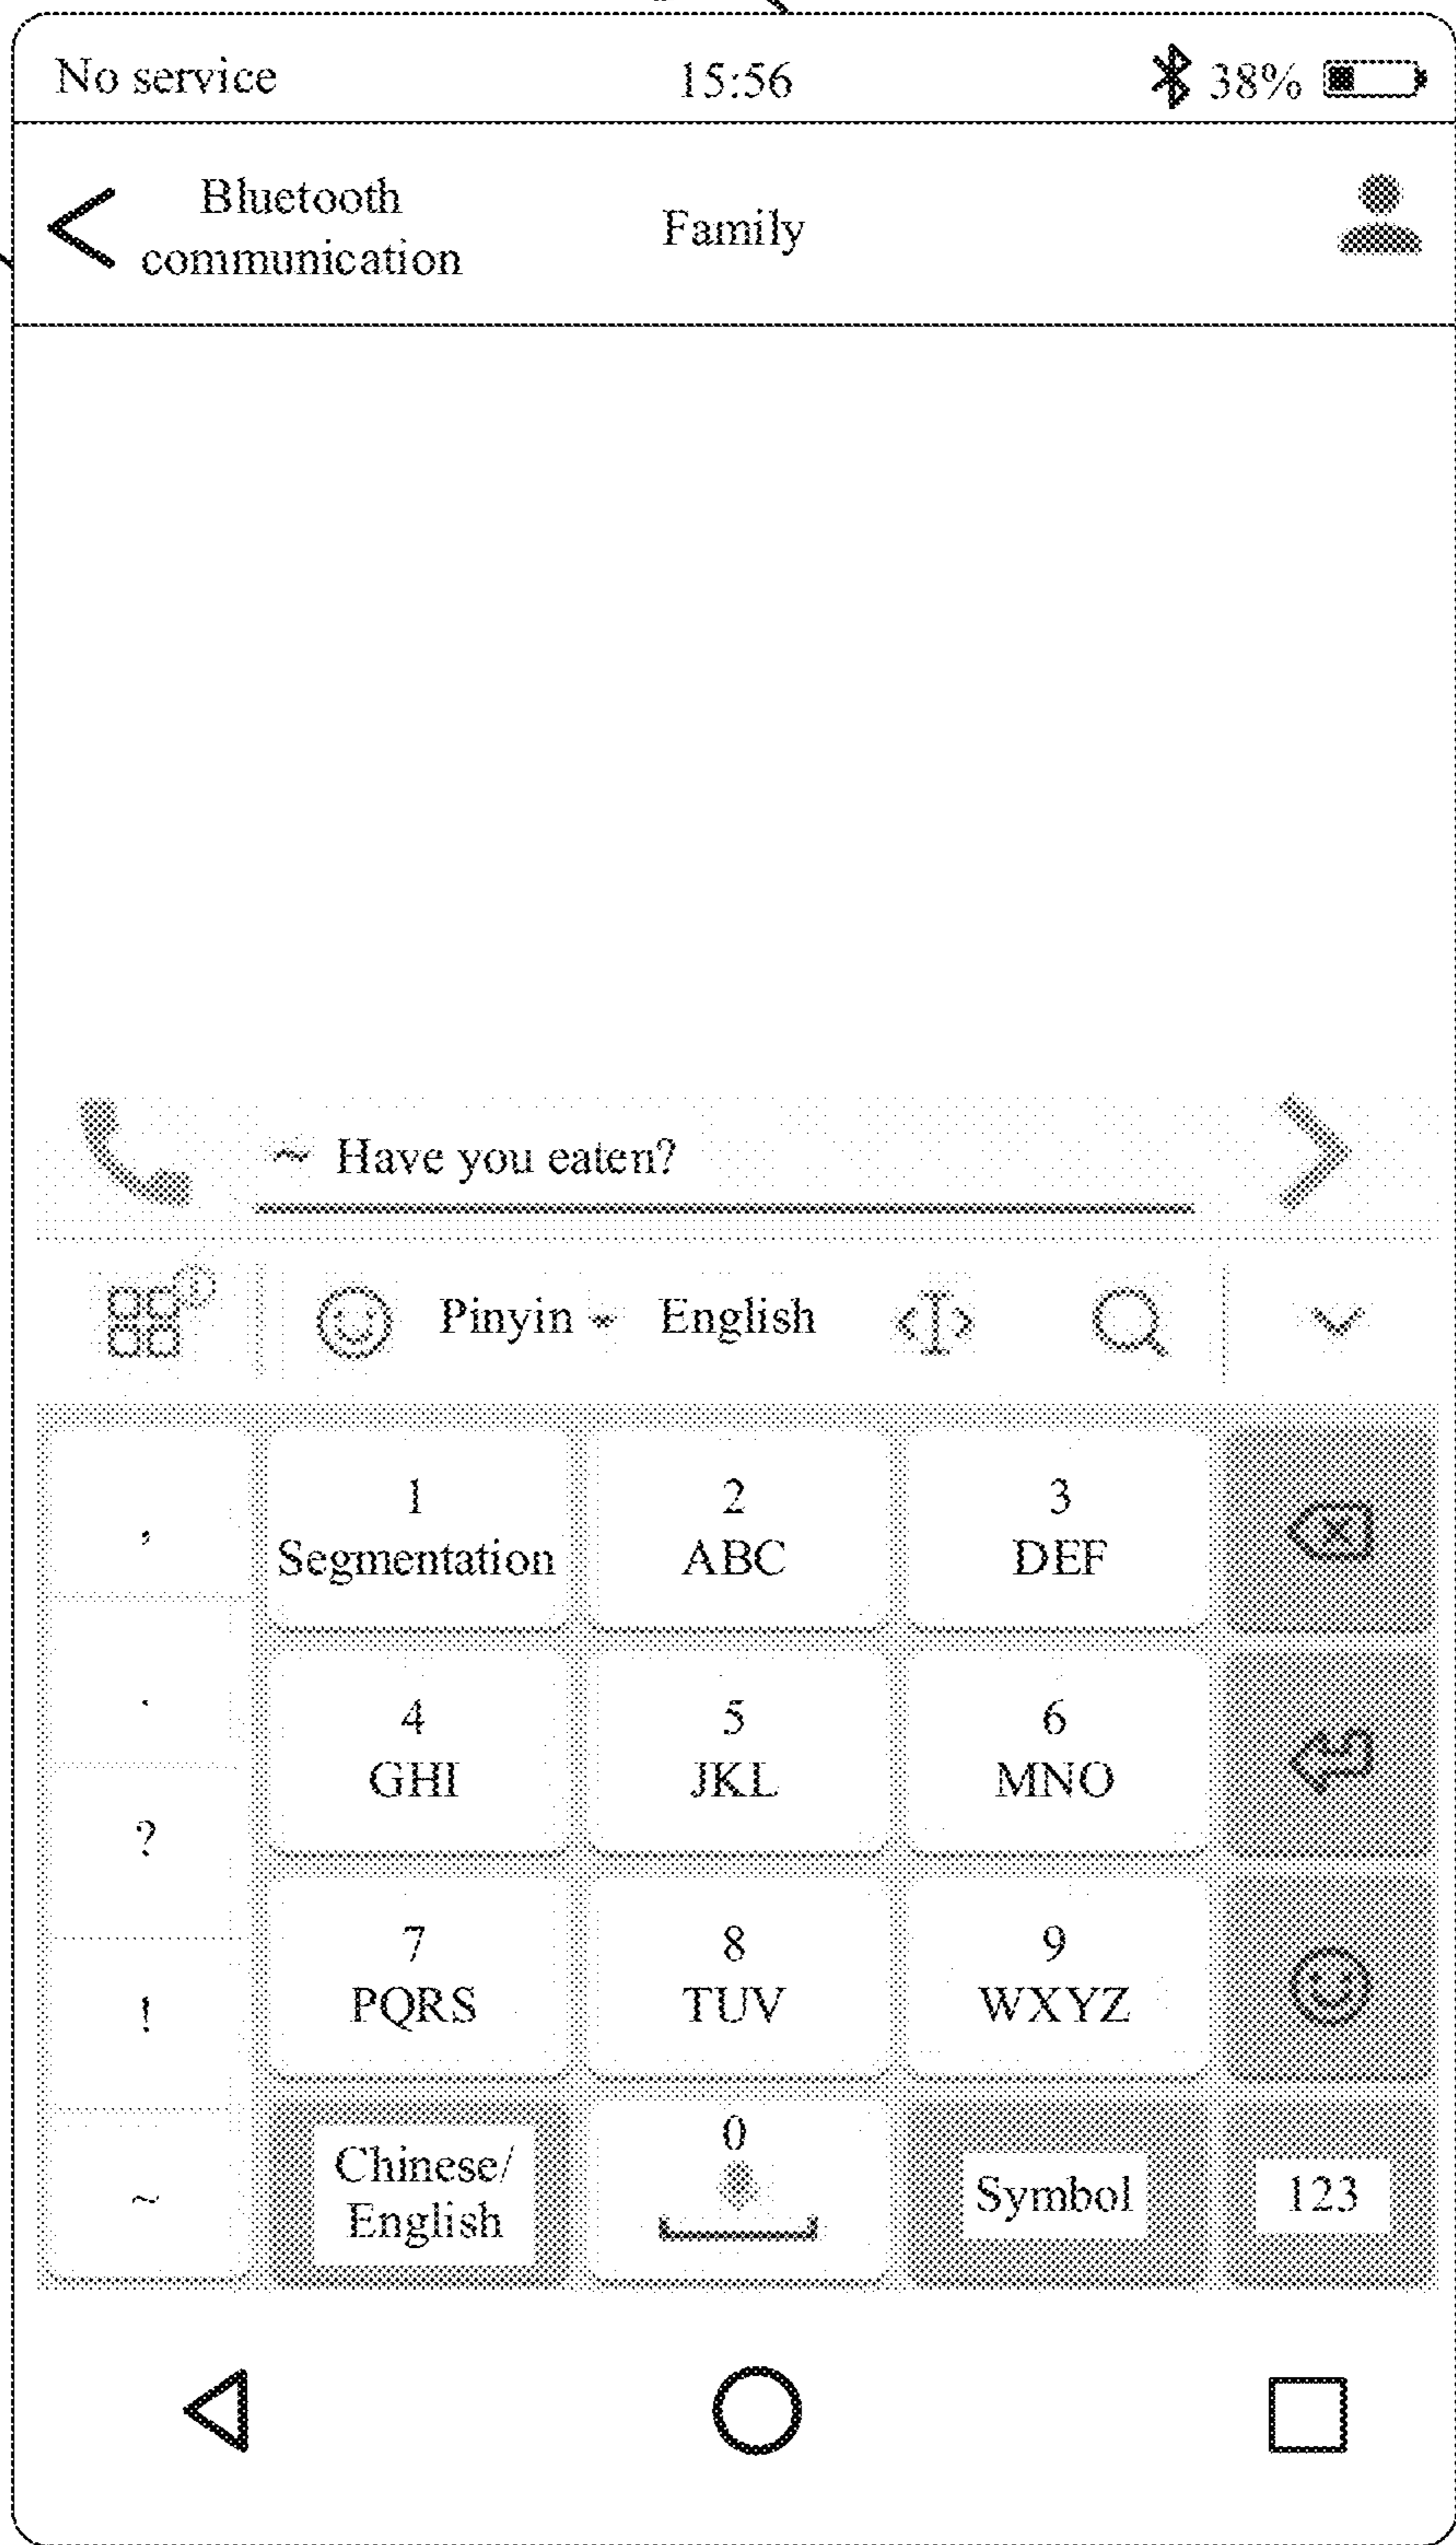 No service 15:56 38%
Bluetooth
communication
Family
~ Have you eaten?
Pinyin English
,
1
Segmentation
2
ABC
3
DEF
.
4
GHI
5
JKL
6
MNO
?
7
PQRS
8
TUV
9
WXYZ
!
~
Chinese/
English
0
Symbol
123